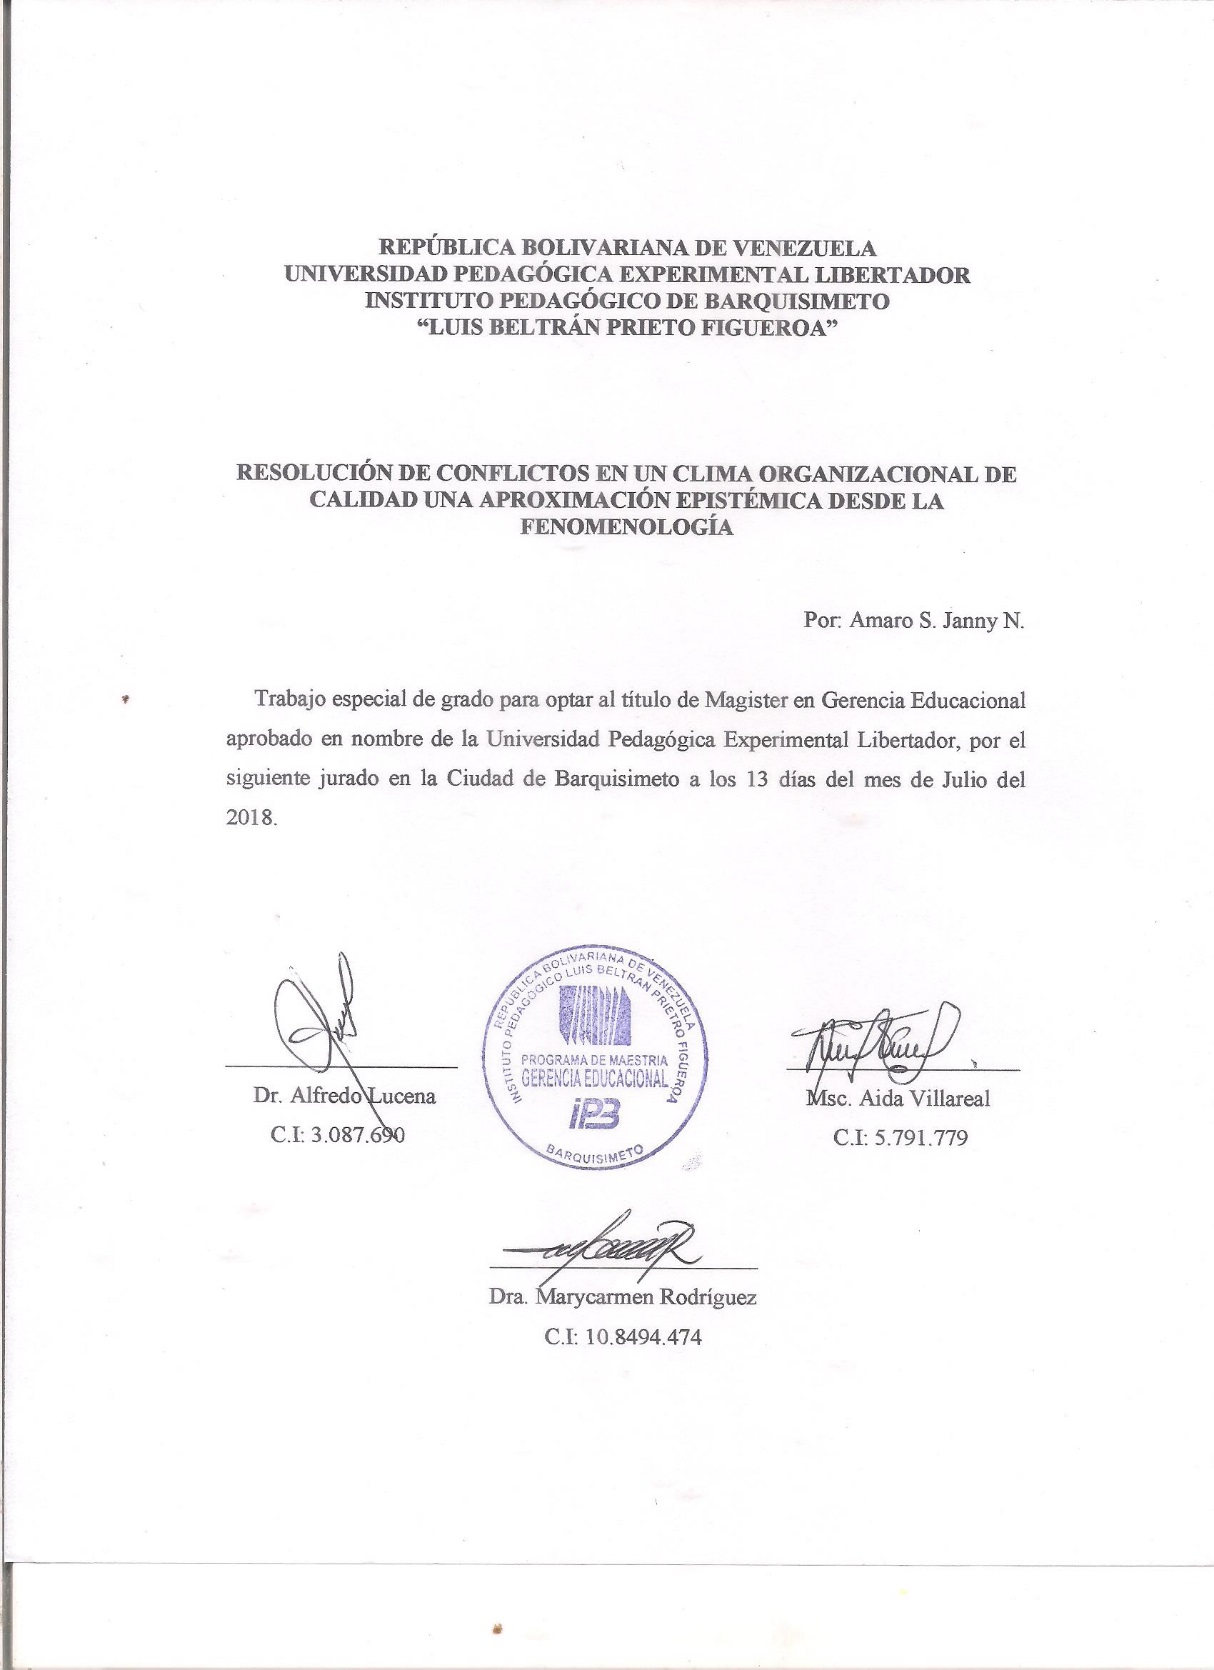 REPÚBLICA BOLIVARIANA DE VENEZUELA
UNIVERSIDAD PEDAGÓGICA EXPERIMENTAL LIBERTADOR
INSTITUTO PEDAGÓGICO DE BARQUISIMETO
“LUIS BELTRÁN PRIETO FIGUEROA”
RESOLUCIÓN DE CONFLICTOS EN UN CLIMA ORGANIZACIONAL DE
CALIDAD UNA APROXIMACIÓN EPISTÉMICA DESDE LA
FENOMENOLOGÍA
Por: Amaro S. Janny N.
Trabajo especial de grado para optar al título de Magister en Gerencia Educacional
aprobado en nombre de la Universidad Pedagógica Experimental Libertador, por el
siguiente jurado en la Ciudad de Barquisimeto a los 13 días del mes de Julio del
2018.
REPUBLICA BOLIVARIANA DE VENEZUELA
INSTITUTO PEDAGOGICO LUIS BELTRAN PRIETRO FIGUEROA
PROGRAMA DE MAESTRIA
GERENCIA EDUCACIONAL
IPB
BARQUISIMETO
Dr. Alfredo Lucena
C.I: 3.087.690
Msc. Aida Villareal
C.I: 5.791.779
Dra. Marycarmen Rodríguez
C.I: 10.8494.474